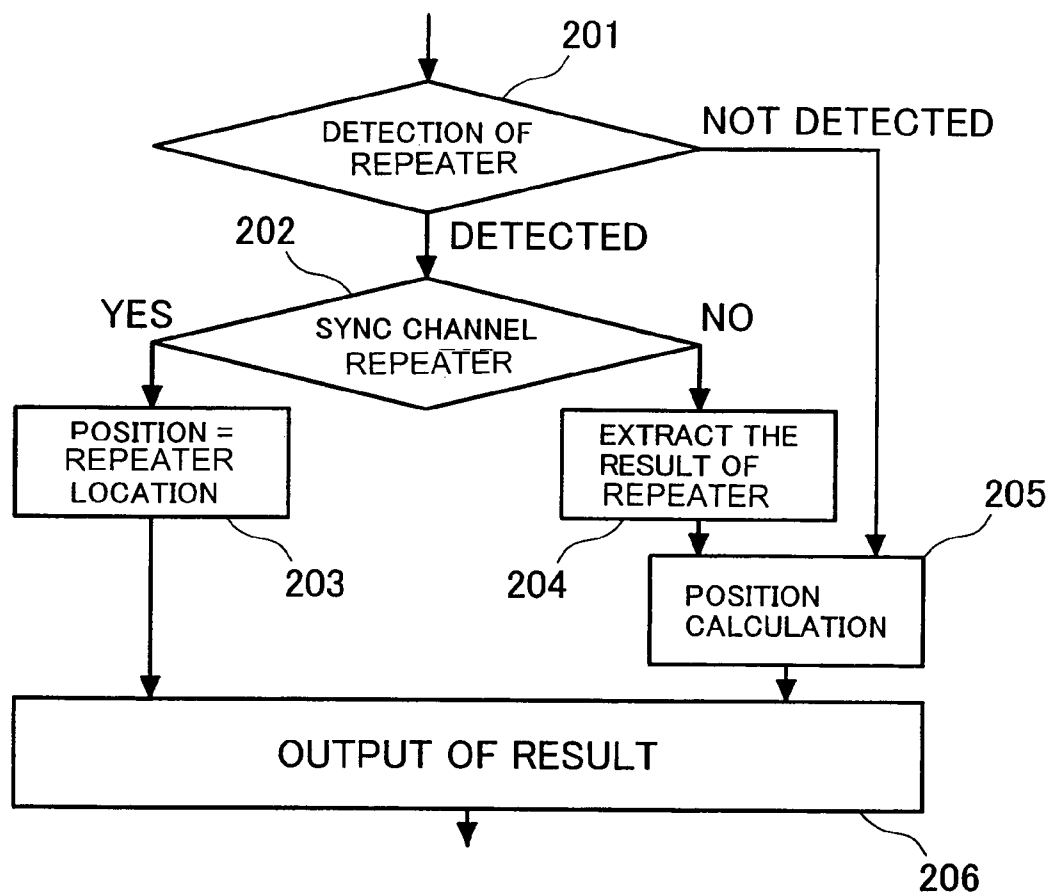 201
DETECTION OF
REPEATER
NOT DETECTED
202
DETECTED
YES
SYNC CHANNEL
REPEATER
NO
POSITION =
REPEATER
LOCATION
EXTRACT THE
RESULT OF
REPEATER
203
204
205
POSITION
CALCULATION
OUTPUT OF RESULT
206